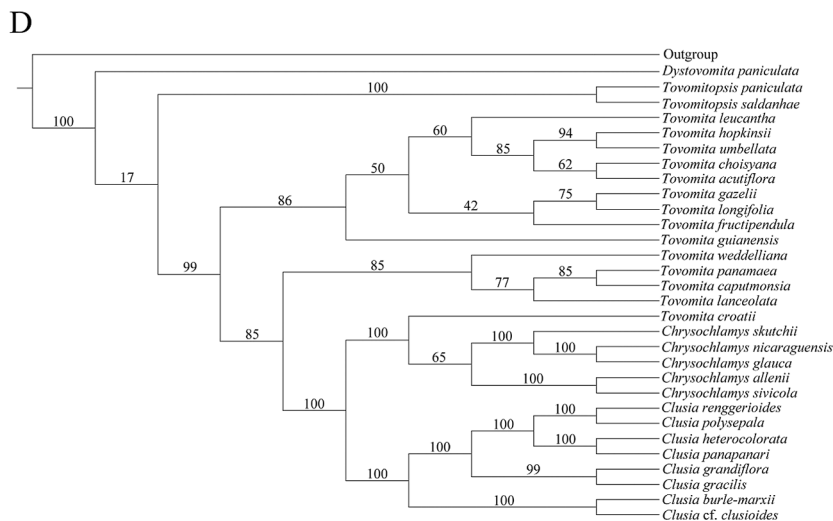 D
Outgroup
Dystovomita paniculata
100
Tovomitopsis paniculata
Tovomitopsis saldanhae
Tovomita leucantha
100
60
94
Tovomita hopkinsii
85
Tovomita umbellata
62
Tovomita choisyana
17
50
Tovomita acutiflora
75
Tovomita gazelii
86
42
Tovomita longifolia
Tovomita fructipendula
Tovomita guianensis
Tovomita weddelliana
99
85
85
Tovomita panamaea
77
Tovomita caputmonsia
Tovomita lanceolata
Tovomita croatii
85
100
100
Chrysochlamys skutchii
100
Chrysochlamys nicaraguensis
65
Chrysochlamys glauca
100
Chrysochlamys allenii
Chrysochlamys sivicola
100
100
Clusia renggerioides
100
Clusia polysepala
100
Clusia heterocolorata
100
Clusia panapanari
99
Clusia grandiflora
100
Clusia gracilis
100
Clusia burle-marxii
Clusia cf. clusioides